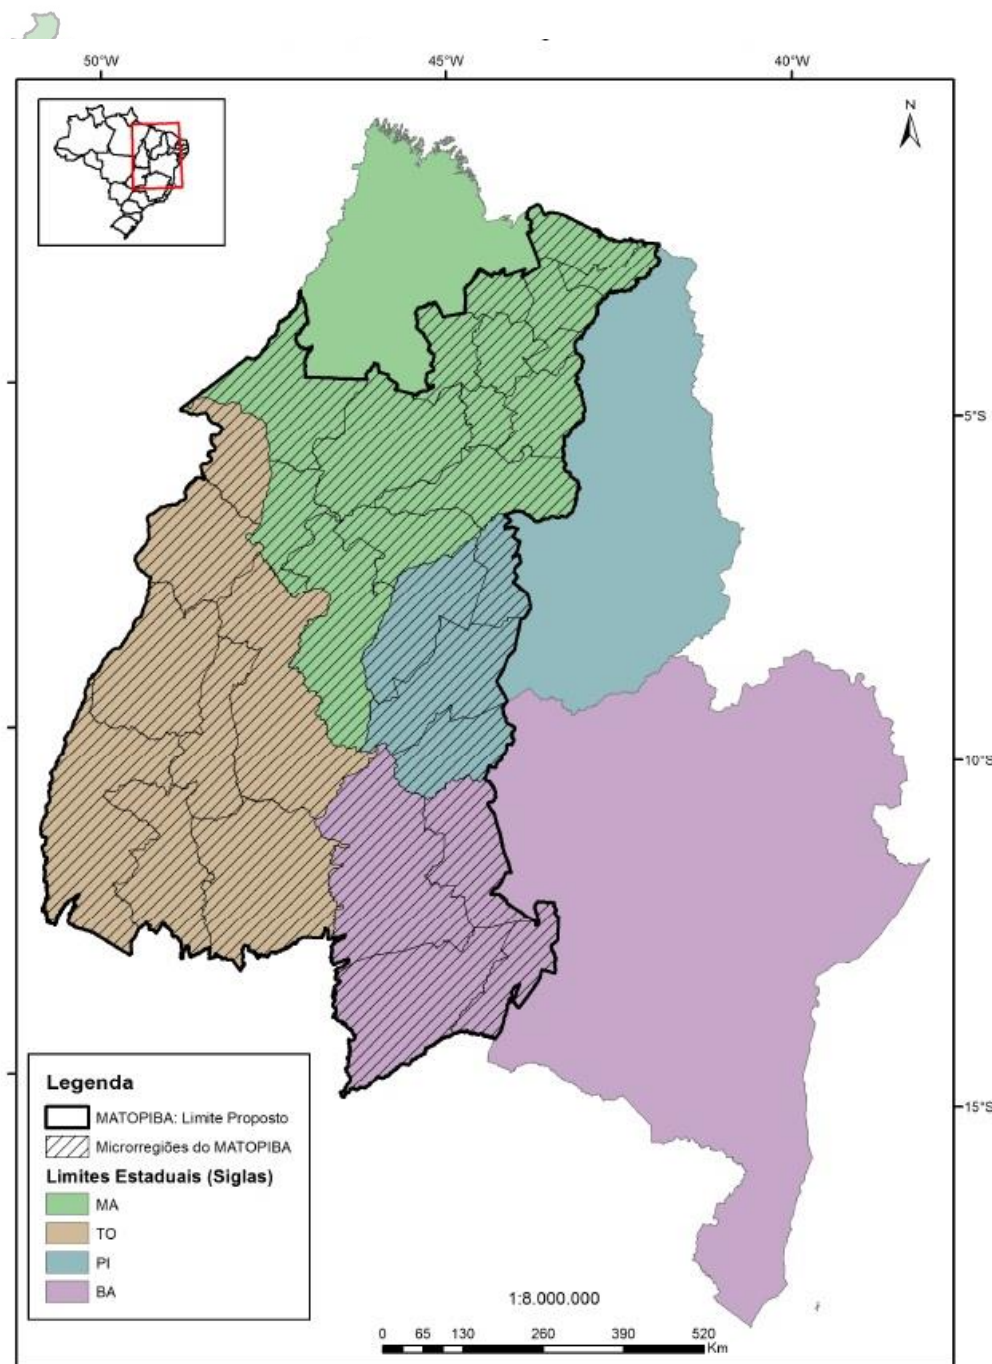 50°W 45°W 40°W
N
5°S
10°S
15°S
Legenda
MATOPIBA: Limite Proposto
Microrregiões do MATOPIBA
Limites Estaduais (Siglas)
MA
TO
PI
BA
1:8.000.000
0 65 130 260 390 520
Km